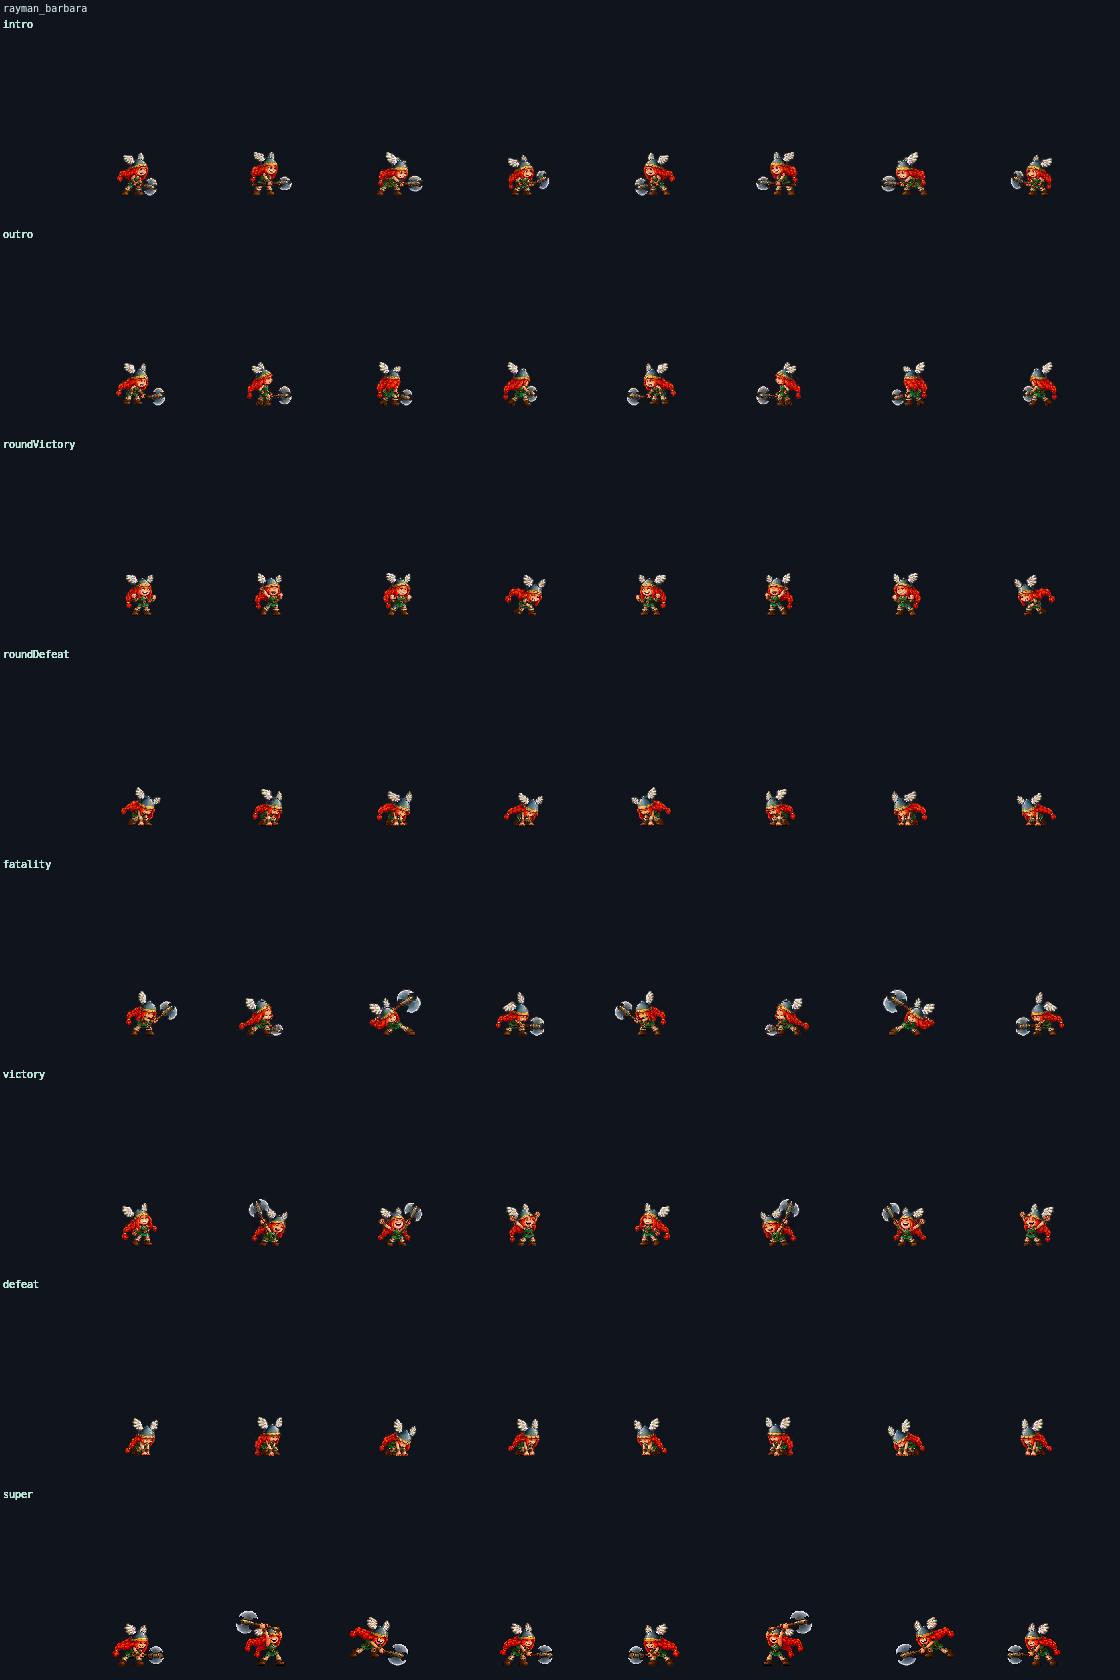 rayman_barbara
intro
outro
roundVictory
roundDefeat
fatality
victory
defeat
super